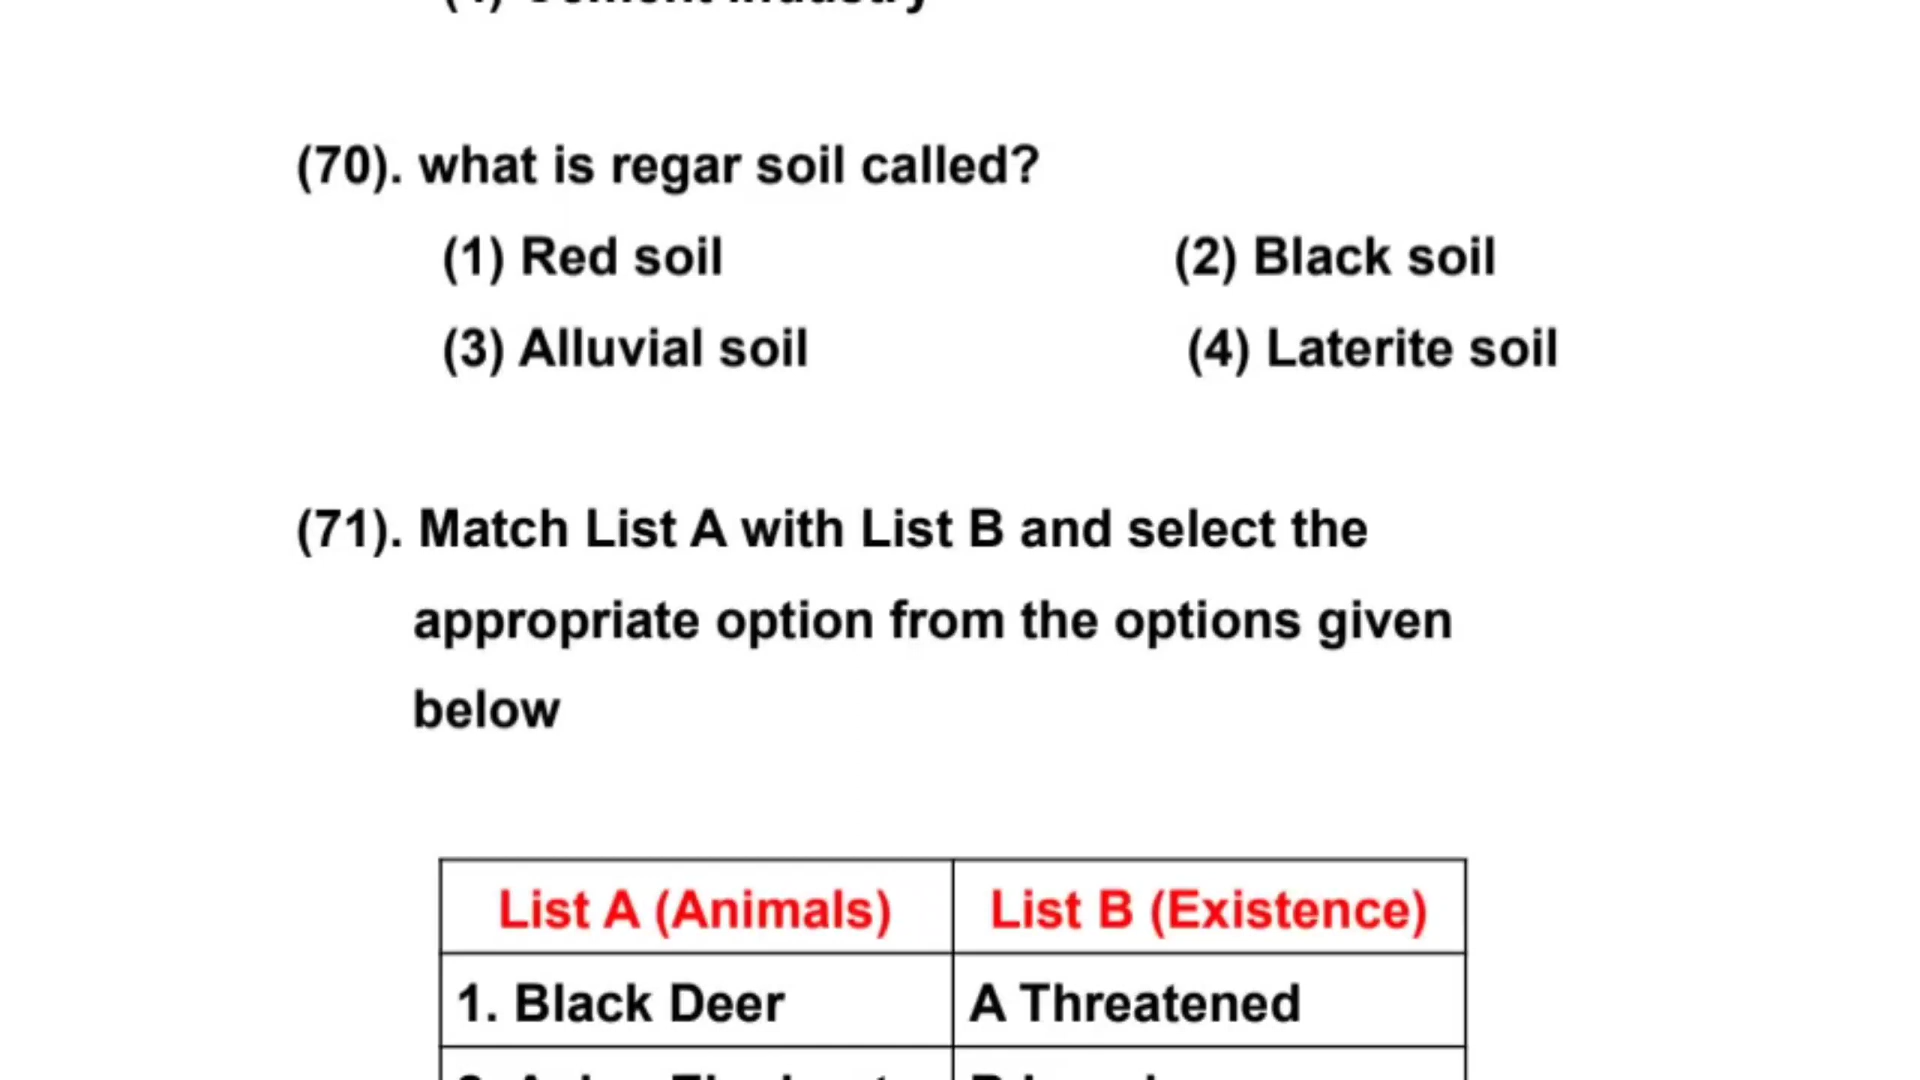 (70). what is regar soil called?
(1) Red soil (2) Black soil
(3) Alluvial soil (4) Laterite soil
(71). Match List A with List B and select the
appropriate option from the options given
below
List A (Animals) List B (Existence)
1. Black Deer A Threatened